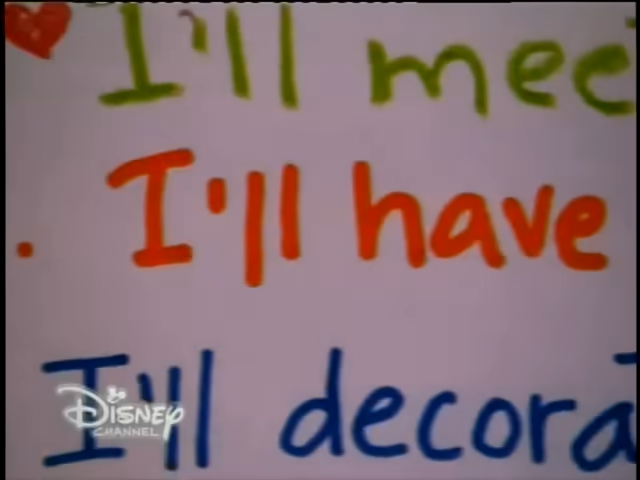 I'll mee
. I'll have
I'll decora
DISNEY
CHANNEL